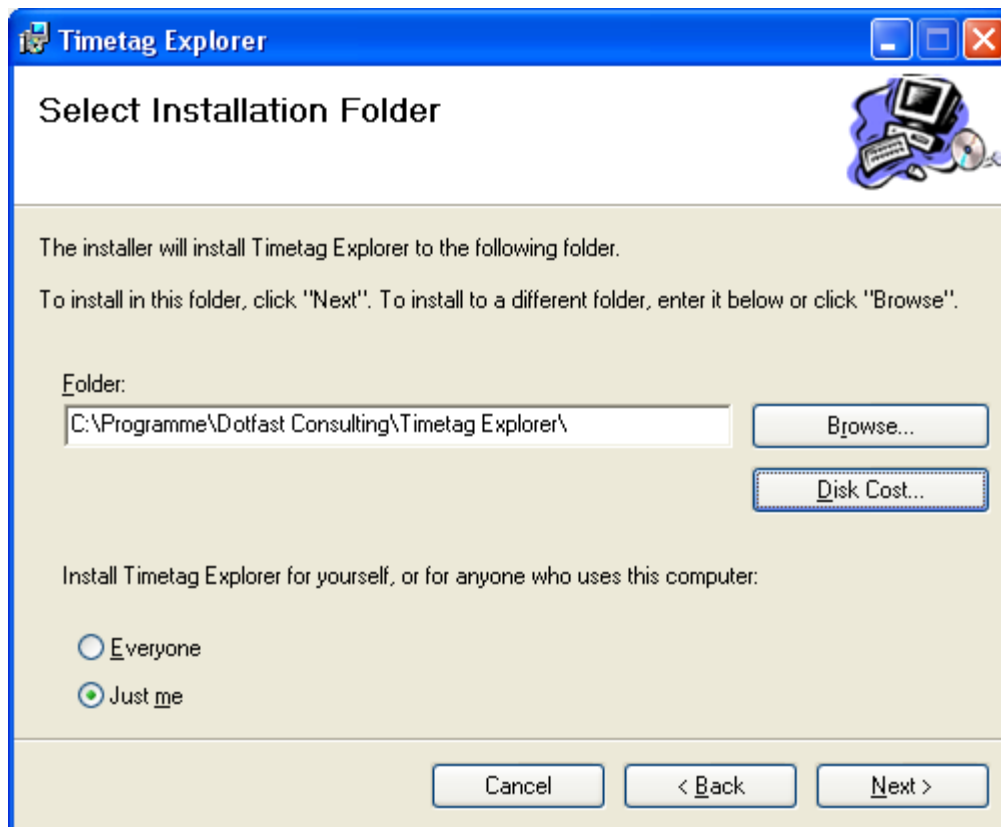 Timetag Explorer
Select Installation Folder
The installer will install Timetag Explorer to the following folder.
To install in this folder, click "Next". To install to a different folder, enter it below or click "Browse".
Folder:
C:\Programme\Dotfast Consulting\Timetag Explorer\
Browse...
Disk Cost...
Install Timetag Explorer for yourself, or for anyone who uses this computer:
Everyone
Just me
Cancel < Back Next >